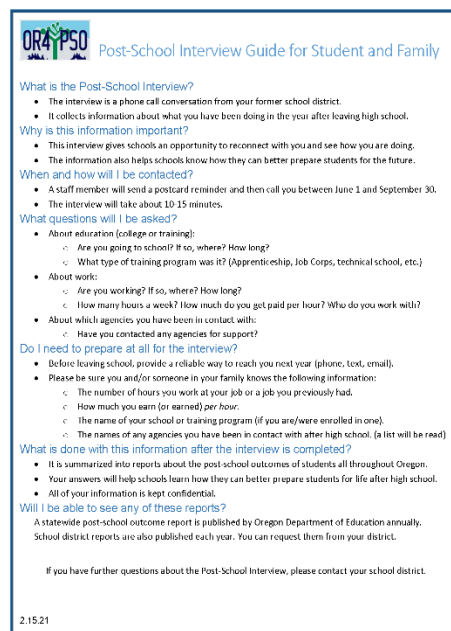 OR4 PSO
Post-School Interview Guide for Student and Family
What is the Post-School Interview?
• The interview is a phone call conversation from your former school district.
• It collects information about what you have been doing in the year after leaving high school.
Why is this information important?
• This interview gives schools an opportunity to reconnect with you and see how you are doing.
• The information also helps schools know how they can better prepare students for the future.
When and how will I be contacted?
• A staff member will send a postcard reminder and then call you between June 1 and September 30.
• The interview will take about 10-15 minutes.
What questions will I be asked?
• About education (college or training):
○ Are you going to school? If so, where? How long?
○ What type of training program was it? (Apprenticeship, Job Corps, technical school, etc.)
• About work:
○ Are you working? If so, where? How long?
○ How many hours a week? How much do you get paid per hour? Who do you work with?
• About which agencies you have been in contact with:
○ Have you contacted any agencies for support?
Do I need to prepare at all for the interview?
• Before leaving school, provide a reliable way to reach you next year (phone, text, email).
• Please be sure you and/or someone in your family knows the following information:
○ The number of hours you work at your job or a job you previously had.
○ How much you earn (or earned) per hour.
○ The name of your school or training program (if you are/were enrolled in one).
○ The names of any agencies you have been in contact with after high school. (a list will be read)
What is done with this information after the interview is completed?
• It is summarized into reports about the post-school outcomes of students all throughout Oregon.
• Your answers will help schools learn how they can better prepare students for life after high school.
• All of your information is kept confidential.
Will I be able to see any of these reports?
A statewide post-school outcome report is published by Oregon Department of Education annually.
School district reports are also published each year. You can request them from your district.
If you have further questions about the Post-School Interview, please contact your school district.
2.15.21